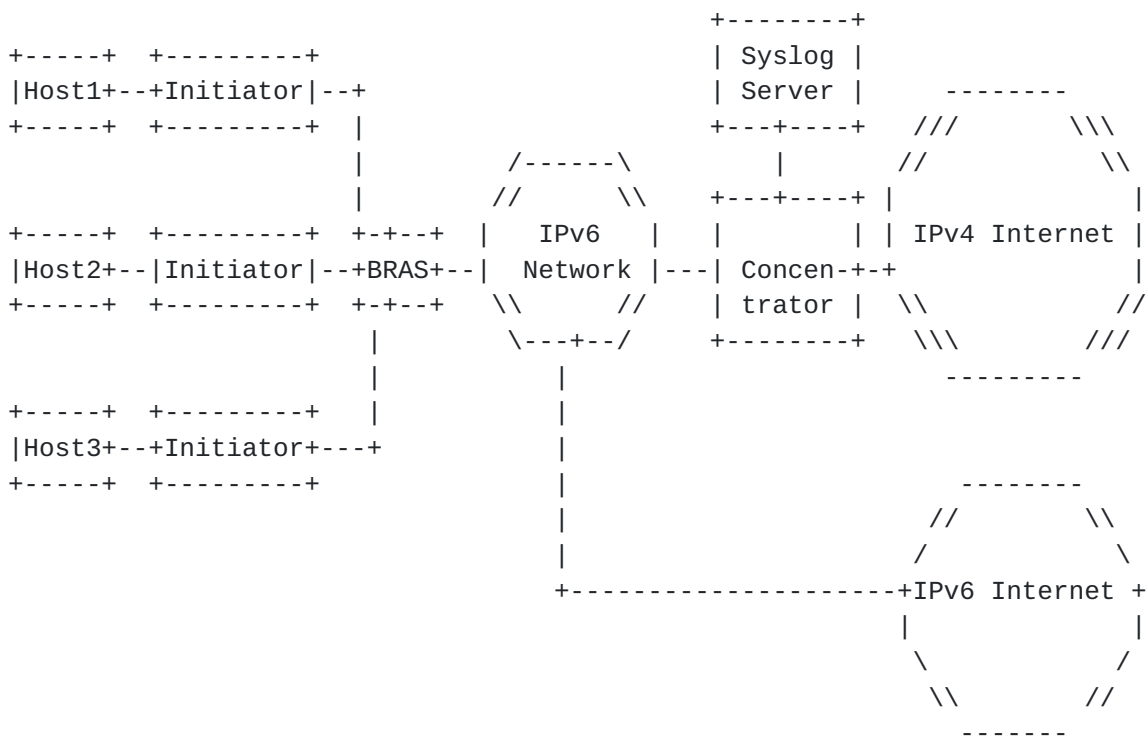 Syslog
Server
Host1 Initiator
IPv6
Network
IPv4 Internet
Host2 Initiator BRAS
Concen-
trator
Host3 Initiator
IPv6 Internet